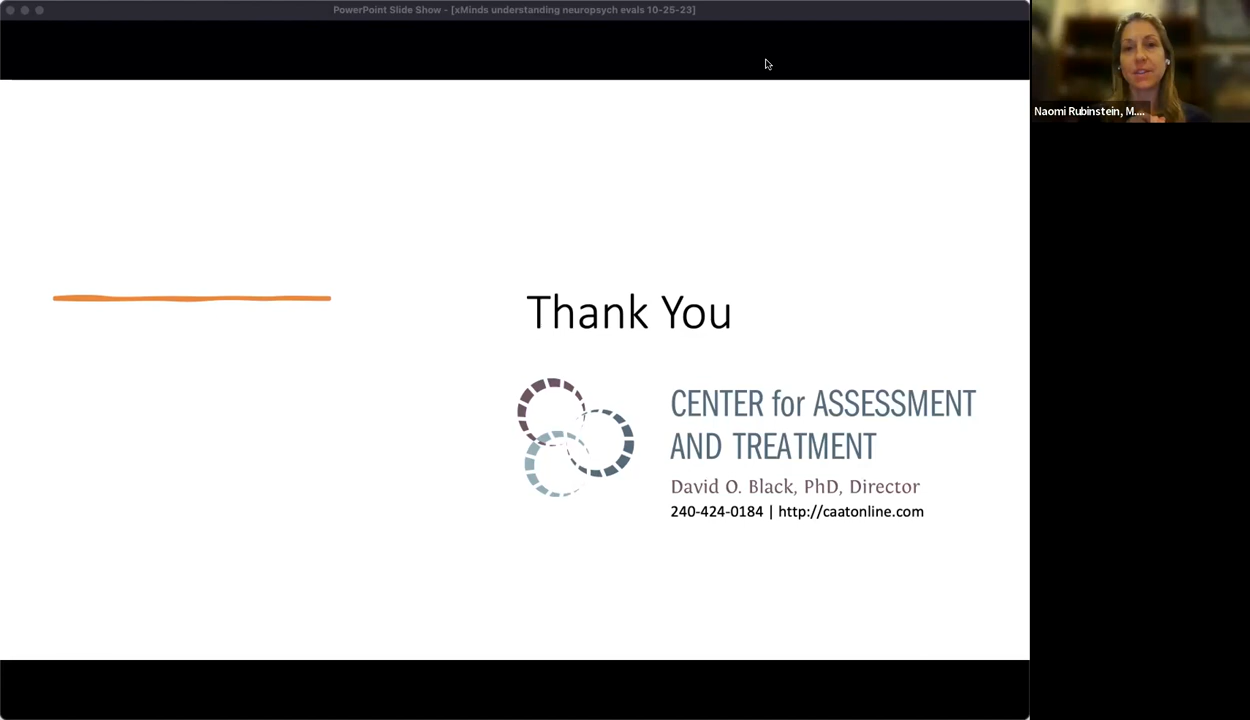 PowerPoint Slide Show - [xMinds understanding neuropsych evals 10-25-23]
Naomi Rubinstein, M....
Thank You
CENTER for ASSESSMENT
AND TREATMENT
David O. Black, PhD, Director
240-424-0184 | http://caatonline.com